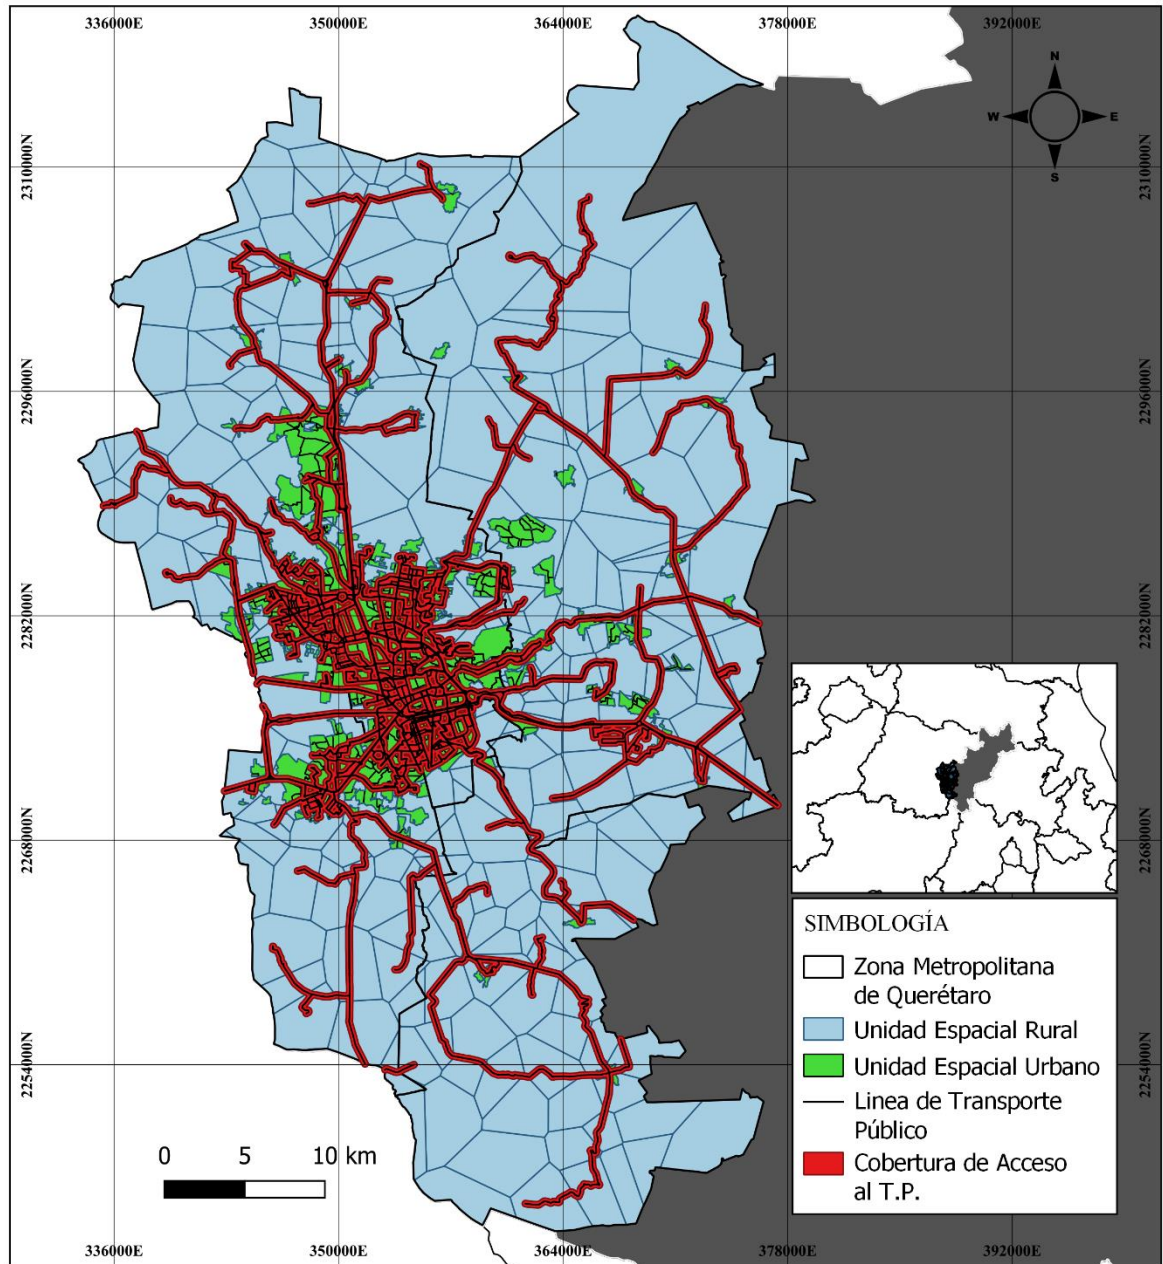 336000E 350000E 364000E 378000E 392000E
N
W E
S
2310000N 2310000N
2296000N 2296000N
2282000N 2282000N
2268000N 2268000N
SIMBOLOGÍA
Zona Metropolitana
de Querétaro
Unidad Espacial Rural
Unidad Espacial Urbano
Linea de Transporte
Público
Cobertura de Acceso
al T.P.
2254000N 2254000N
0 5 10 km
336000E 350000E 364000E 378000E 392000E